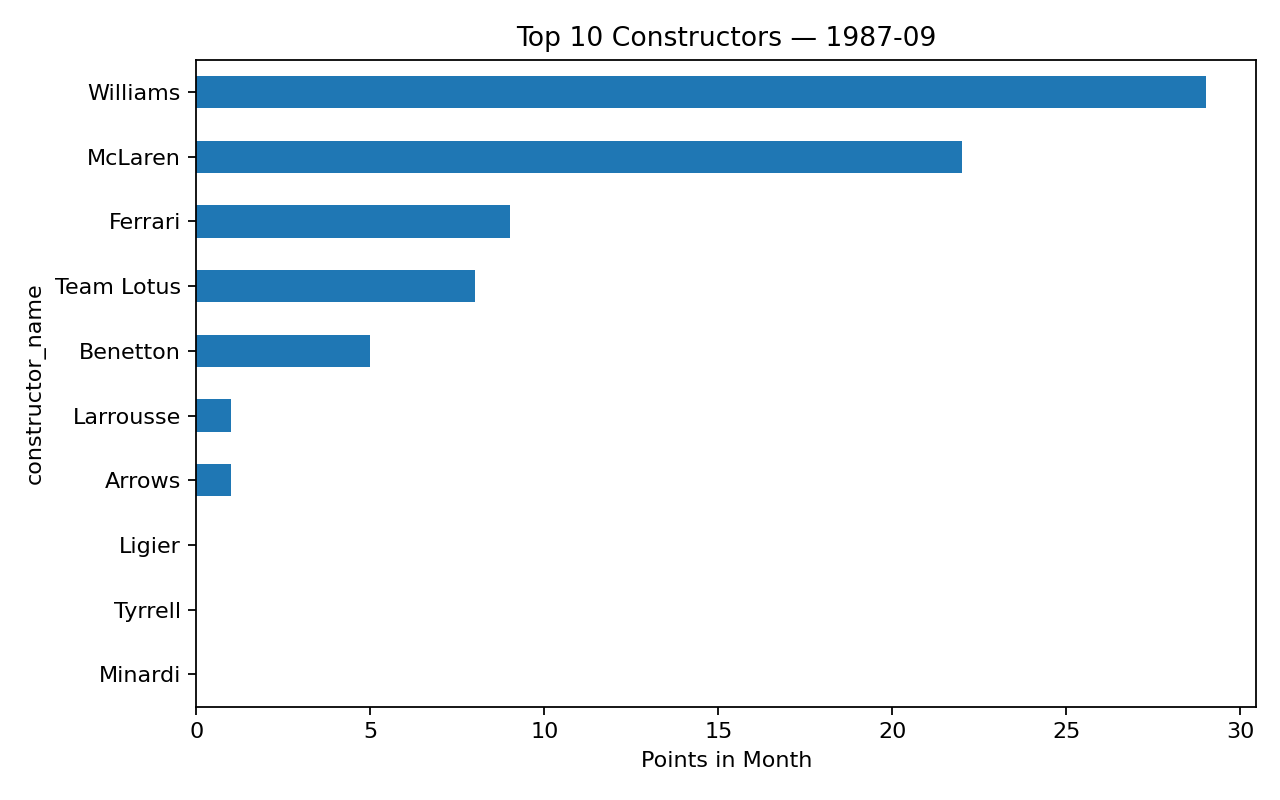 Top 10 Constructors — 1987-09
constructor_name
Williams
McLaren
Ferrari
Team Lotus
Benetton
Larrousse
Arrows
Ligier
Tyrrell
Minardi
0 5 10 15 20 25 30
Points in Month